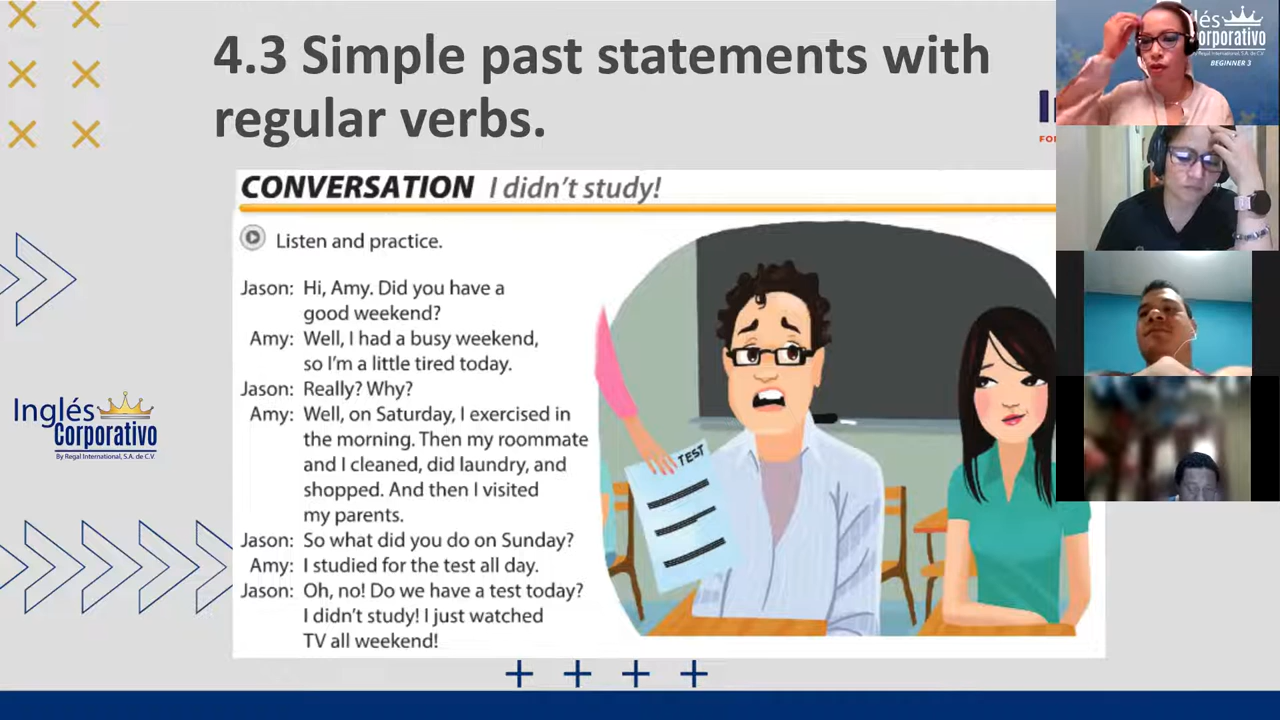 4.3 Simple past statements with
regular verbs.
CONVERSATION I didn't study!
Listen and practice.
Jason: Hi, Amy. Did you have a
good weekend?
Amy: Well, I had a busy weekend,
so I'm a little tired today.
Jason: Really? Why?
Amy: Well, on Saturday, I exercised in
the morning. Then my roommate
and I cleaned, did laundry, and
shopped. And then I visited
my parents.
Jason: So what did you do on Sunday?
Amy: I studied for the test all day.
Jason: Oh, no! Do we have a test today?
I didn't study! I just watched
TV all weekend!
TEST
Inglés
Corporativo
By Regal International, S.A. de C.V.
Corporativo
By Regal International, S.A. de C.V.
BEGINNER 3